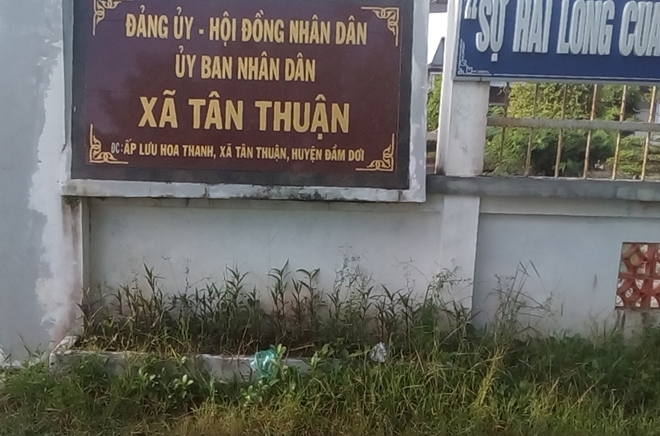 ĐẢNG ỦY - HỘI ĐỒNG NHÂN DÂN
ỦY BAN NHÂN DÂN
XÃ TÂN THUẬN
ĐC: ẤP LƯU HOA THANH, XÃ TÂN THUẬN, HUYỆN ĐẦM DƠI
"SỰ HÀI LÒNG CỦA